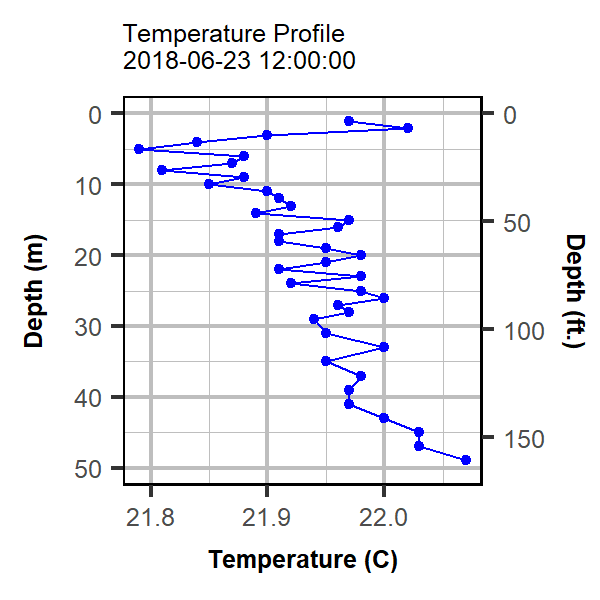 Temperature Profile
2018-06-23 12:00:00
0
10
20
30
40
50
Depth (m)
0
50
100
150
Depth (ft.)
21.8 21.9 22.0
Temperature (C)